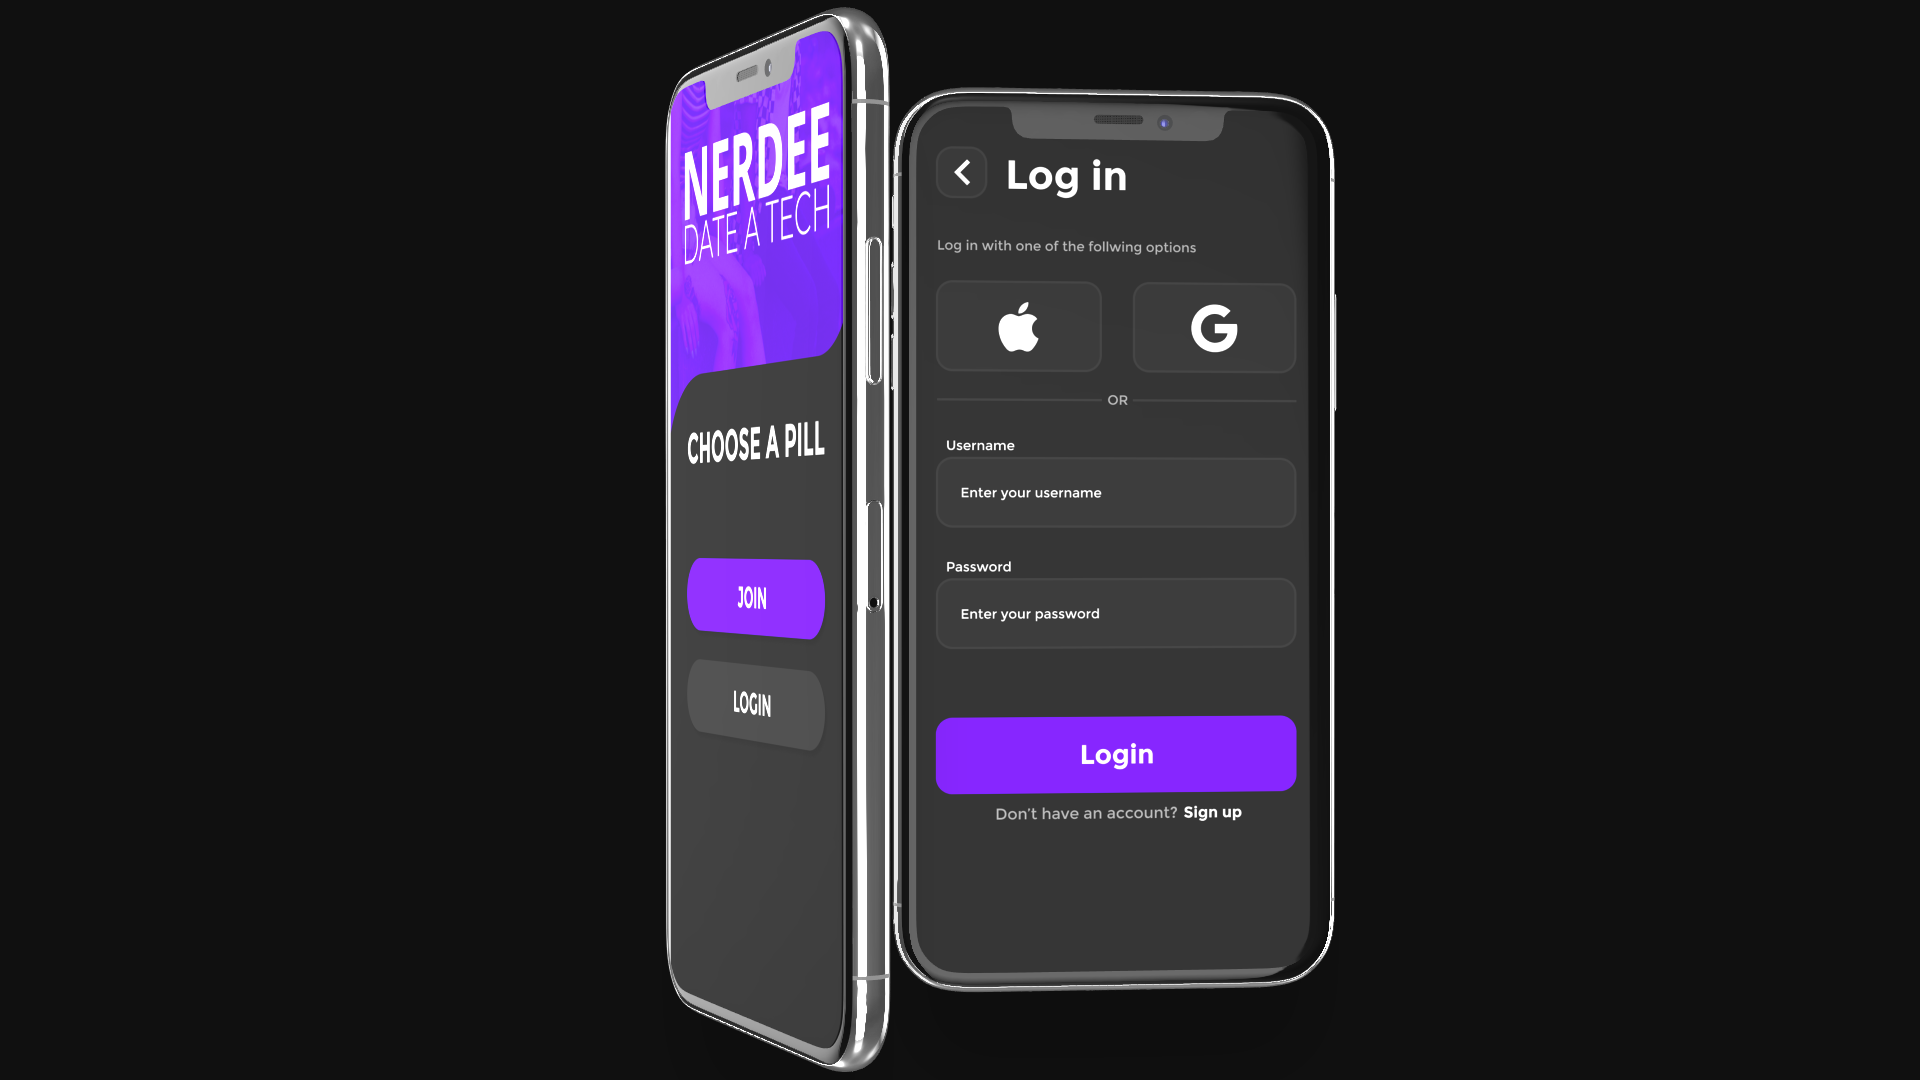 NERDEE
DATE A TECH
CHOOSE A PILL
JOIN
LOGIN
Log in
Log in with one of the follwing options
G
OR
Username
Enter your username
Password
Enter your password
Login
Don't have an account? Sign up